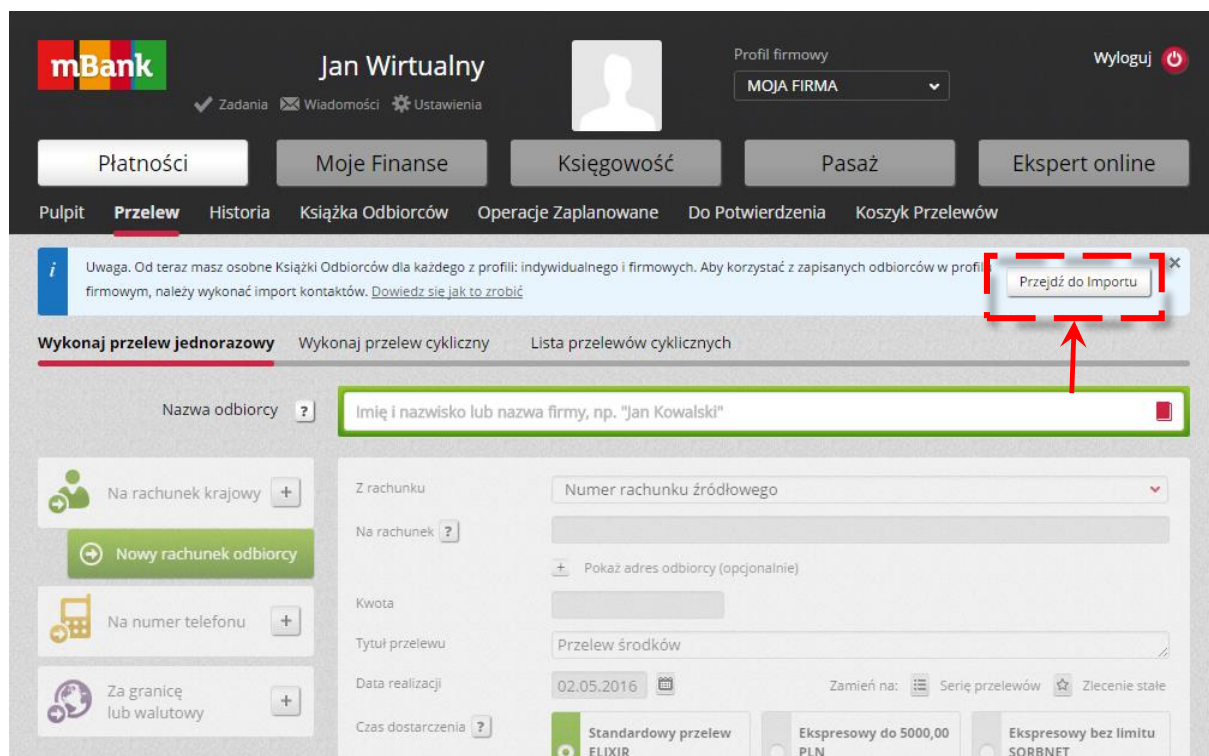 mBank
Jan Wirtualny
Zadania Wiadomości Ustawienia
Profil firmowy
MOJA FIRMA
Wyloguj
Płatności Moje Finanse Księgowość Pasaż Ekspert online
Pulpit Przelew Historia Książka Odbiorców Operacje Zaplanowane Do Potwierdzenia Koszyk Przelewów
i
Uwaga. Od teraz masz osobne Książki Odbiorców dla każdego z profili: indywidualnego i firmowych. Aby korzystać z zapisanych odbiorców w profilu
firmowym, należy wykonać import kontaktów. Dowiedz się jak to zrobić
Przejdź do Importu
Wykonaj przelew jednorazowy Wykonaj przelew cykliczny Lista przelewów cyklicznych
Nazwa odbiorcy ?
Imię i nazwisko lub nazwa firmy, np. "Jan Kowalski"
Na rachunek krajowy +
Nowy rachunek odbiorcy
Na numer telefonu +
Za granicę
lub walutowy +
Z rachunku
Numer rachunku źródłowego
Na rachunek ?
+ Pokaż adres odbiorcy (opcjonalnie)
Kwota
Tytuł przelewu
Przelew środków
Data realizacji
02.05.2016
Zamień na: Serię przelewów Zlecenie stałe
Czas dostarczenia ?
Standardowy przelew
ELIXIR
Ekspresowy do 5000,00
PLN
Ekspresowy bez limitu
SORBNET